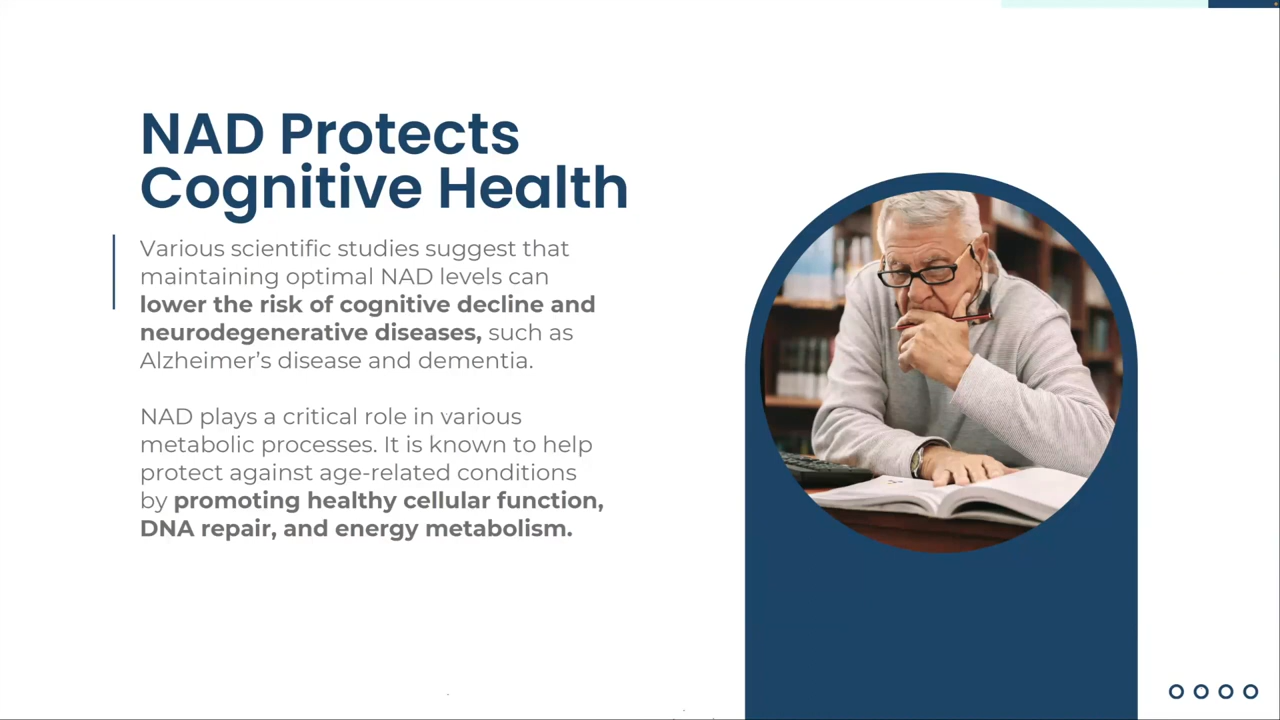 NAD Protects
Cognitive Health
Various scientific studies suggest that
maintaining optimal NAD levels can
lower the risk of cognitive decline and
neurodegenerative diseases, such as
Alzheimer’s disease and dementia.
NAD plays a critical role in various
metabolic processes. It is known to help
protect against age-related conditions
by promoting healthy cellular function,
DNA repair, and energy metabolism.